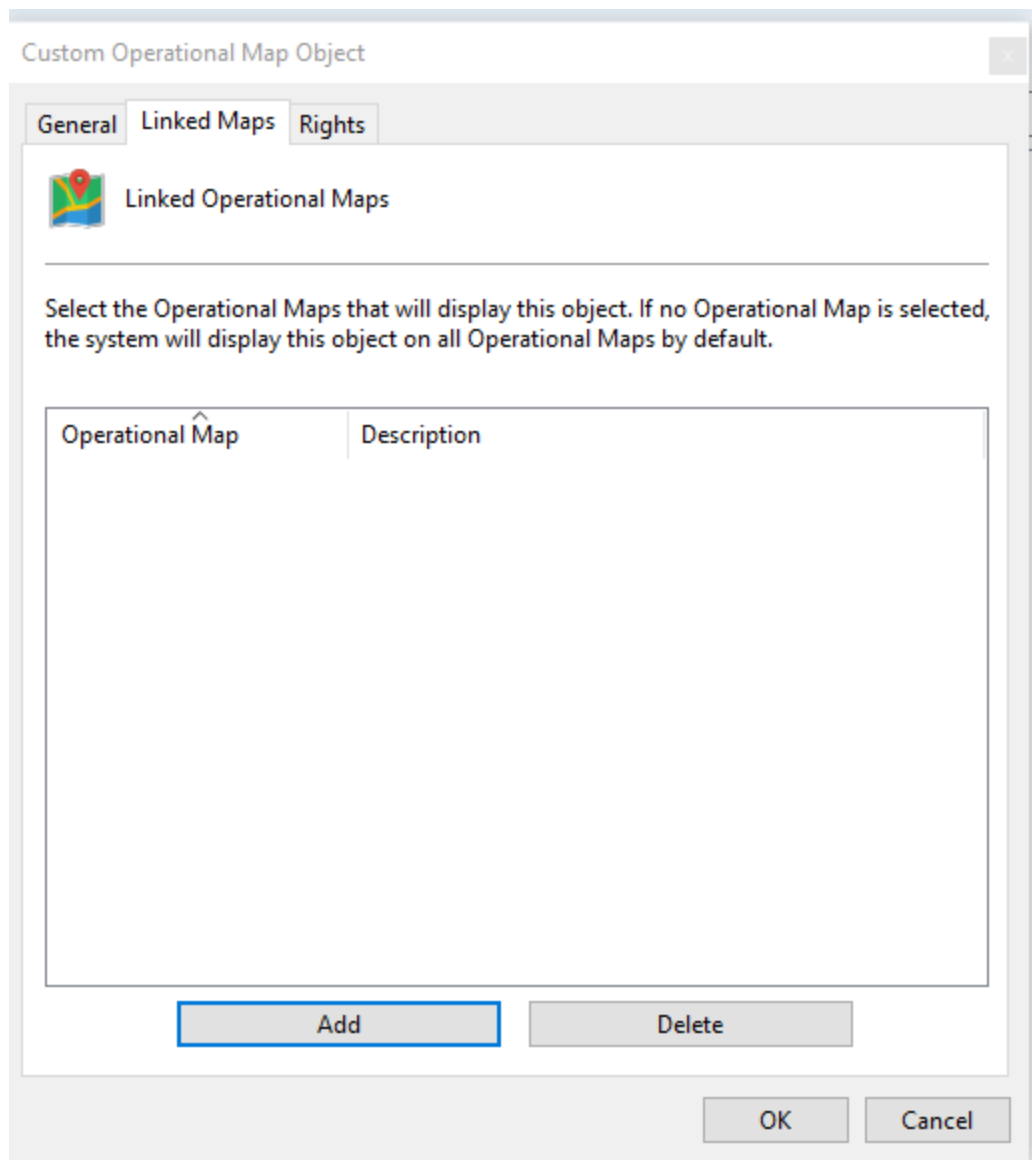 Custom Operational Map Object
x
General Linked Maps Rights
Linked Operational Maps
Select the Operational Maps that will display this object. If no Operational Map is selected,
the system will display this object on all Operational Maps by default.
Operational Map Description
Add Delete
OK Cancel